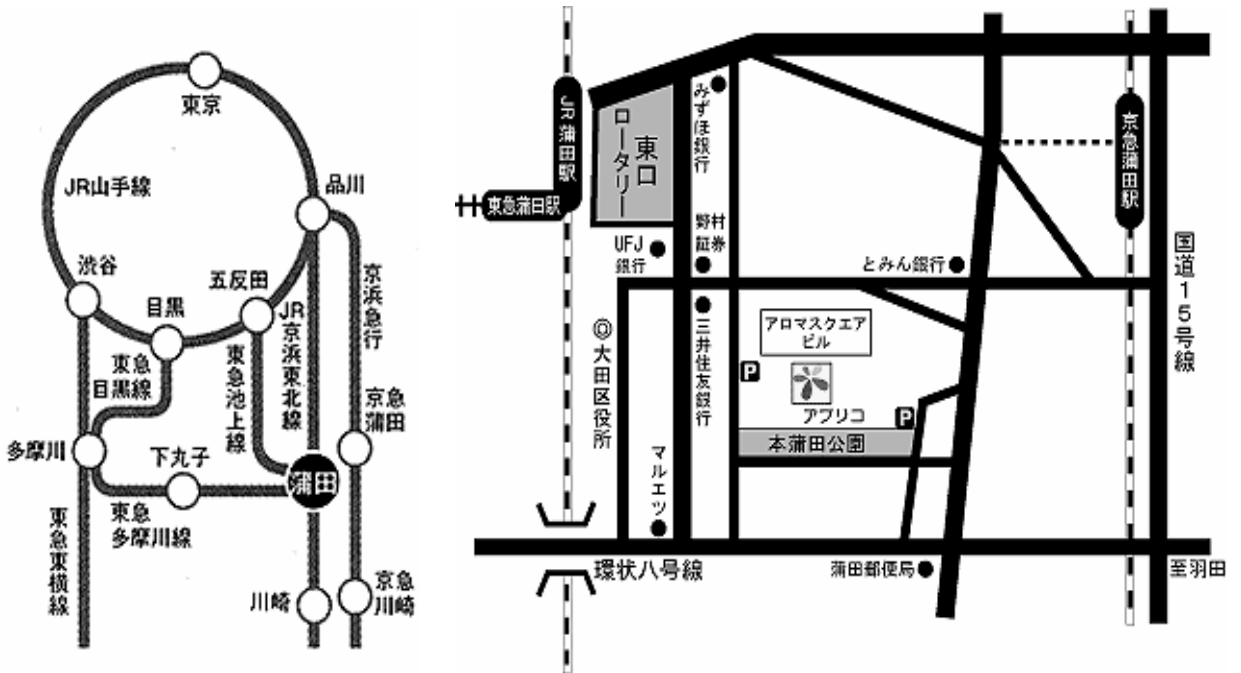 東京
JR山手線
品川
渋谷
五反田
目黒
京浜急行
JR京浜東北線
東急
目黒線
東急池上線
京急
蒲田
多摩川
下丸子
蒲田
東急
多摩川線
東急東横線
川崎
京急
川崎
JR蒲田駅
東急蒲田駅
東口
ロータリー
みずほ銀行
京急蒲田駅
UFJ
銀行
野村
証券
とみん銀行
国道15号線
◎大田区役所
三井住友銀行
アロマスクエア
ビル
P
アプリコ
P
本蒲田公園
マルエツ
環状八号線
蒲田郵便局
至羽田